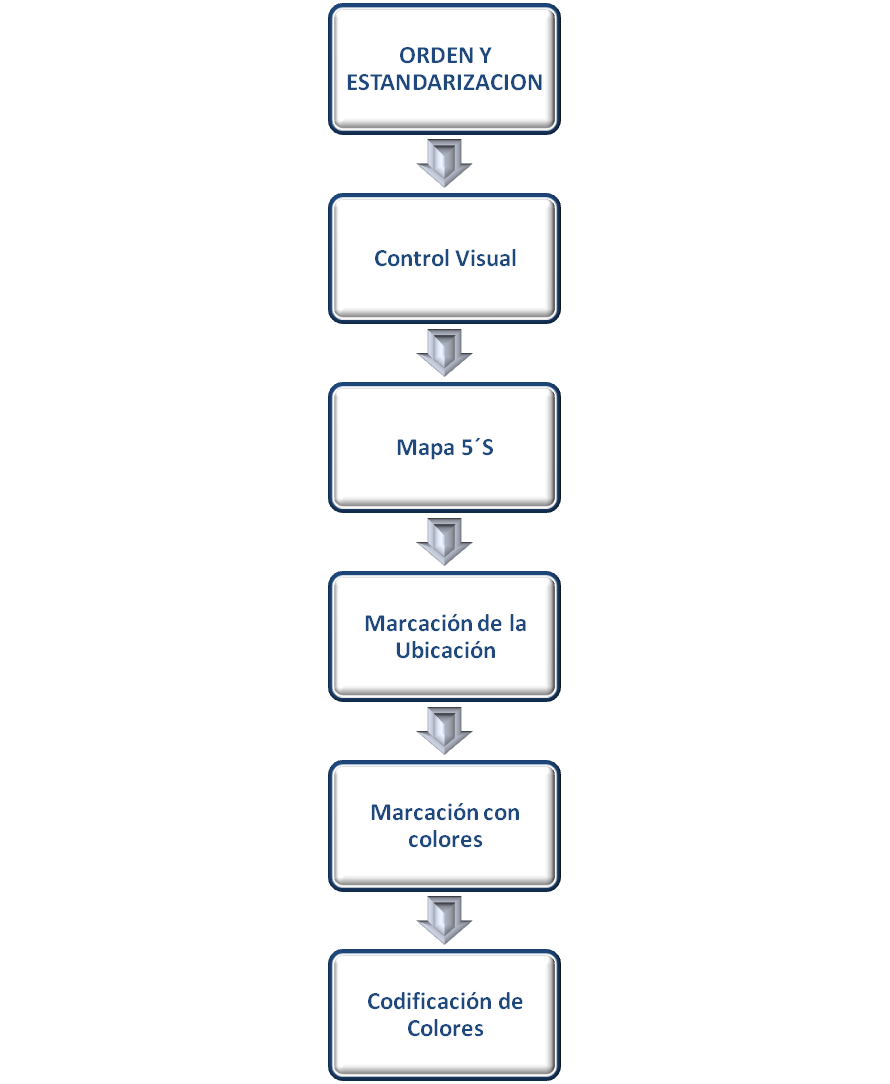 ORDEN Y
ESTANDARIZACION
Control Visual
Mapa 5´S
Marcación de la
Ubicación
Marcación con
colores
Codificación de
Colores